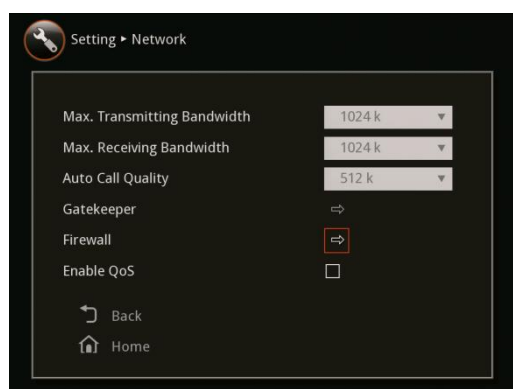 Setting ▸ Network
Max. Transmitting Bandwidth 1024 k
Max. Receiving Bandwidth 1024 k
Auto Call Quality 512 k
Gatekeeper
Firewall
Enable QoS
Back
Home